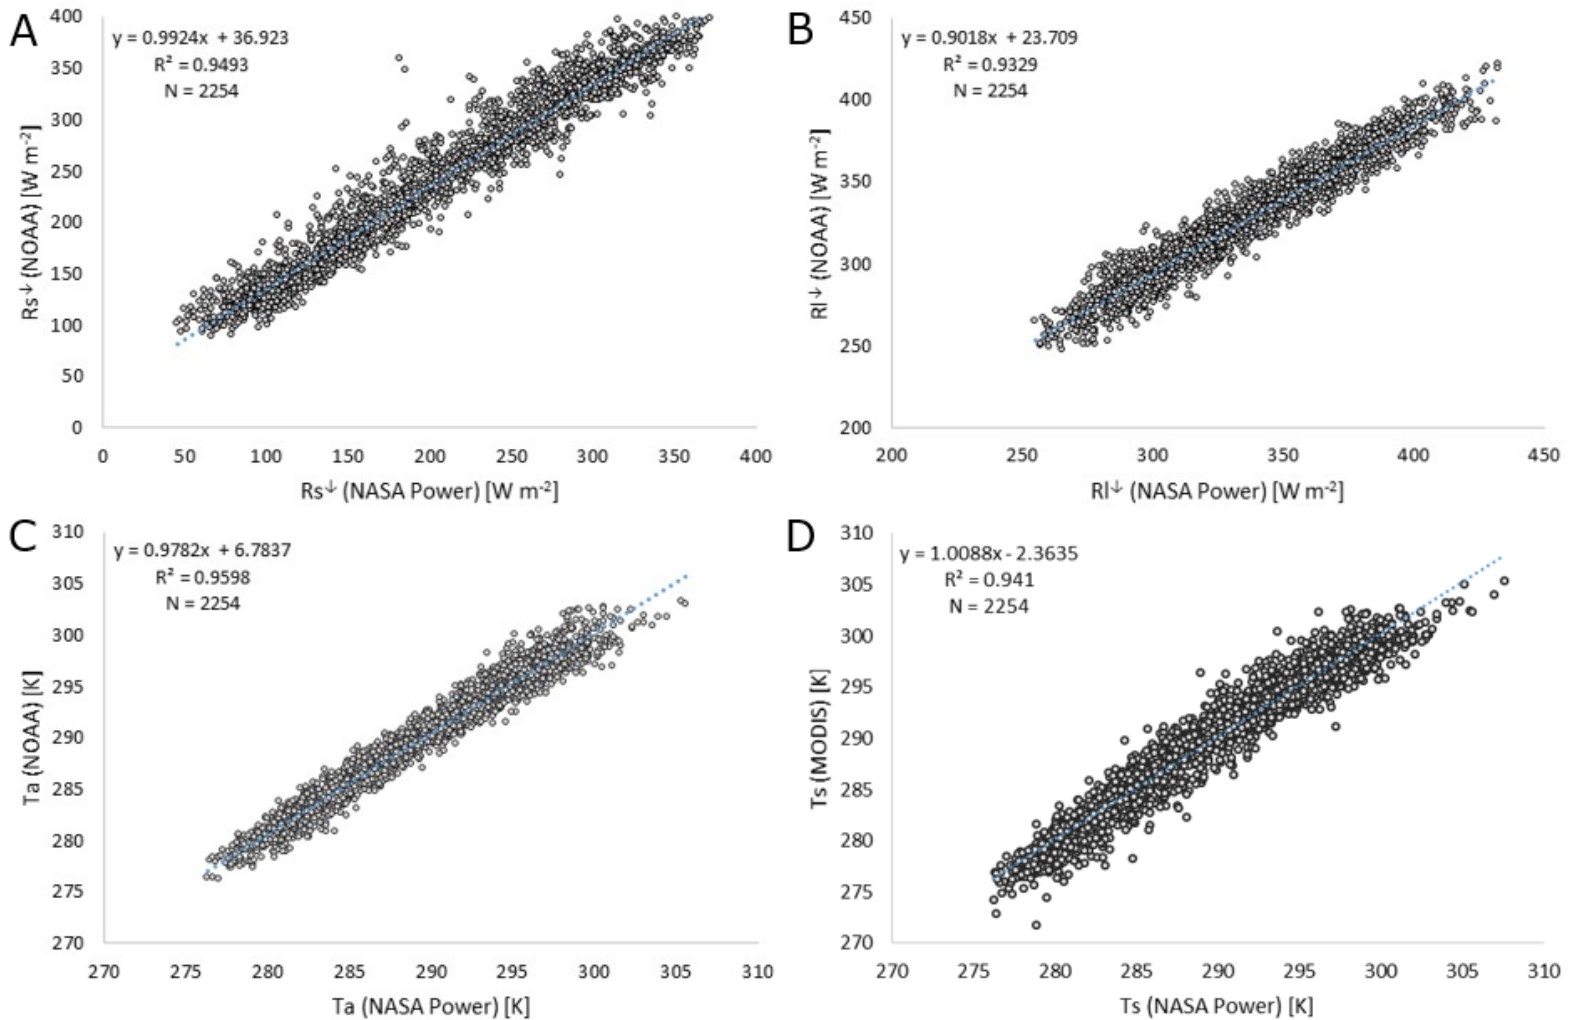 A
y = 0.9924x + 36.923
R² = 0.9493
N = 2254
400
350
300
250
200
150
100
50
0
0 50 100 150 200 250 300 350 400
Rs↓ (NOAA) [W m-2]
Rs↓ (NASA Power) [W m-2]
B
y = 0.9018x + 23.709
R² = 0.9329
N = 2254
450
400
350
300
250
200
200 250 300 350 400 450
Rl↓ (NOAA) [W m-2]
Rl↓ (NASA Power) [W m-2]
C
y = 0.9782x + 6.7837
R² = 0.9598
N = 2254
310
305
300
295
290
285
280
275
270
270 275 280 285 290 295 300 305 310
Ta (NOAA) [K]
Ta (NASA Power) [K]
D
y = 1.0088x - 2.3635
R² = 0.941
N = 2254
310
305
300
295
290
285
280
275
270
270 275 280 285 290 295 300 305 310
Ts (MODIS) [K]
Ts (NASA Power) [K]